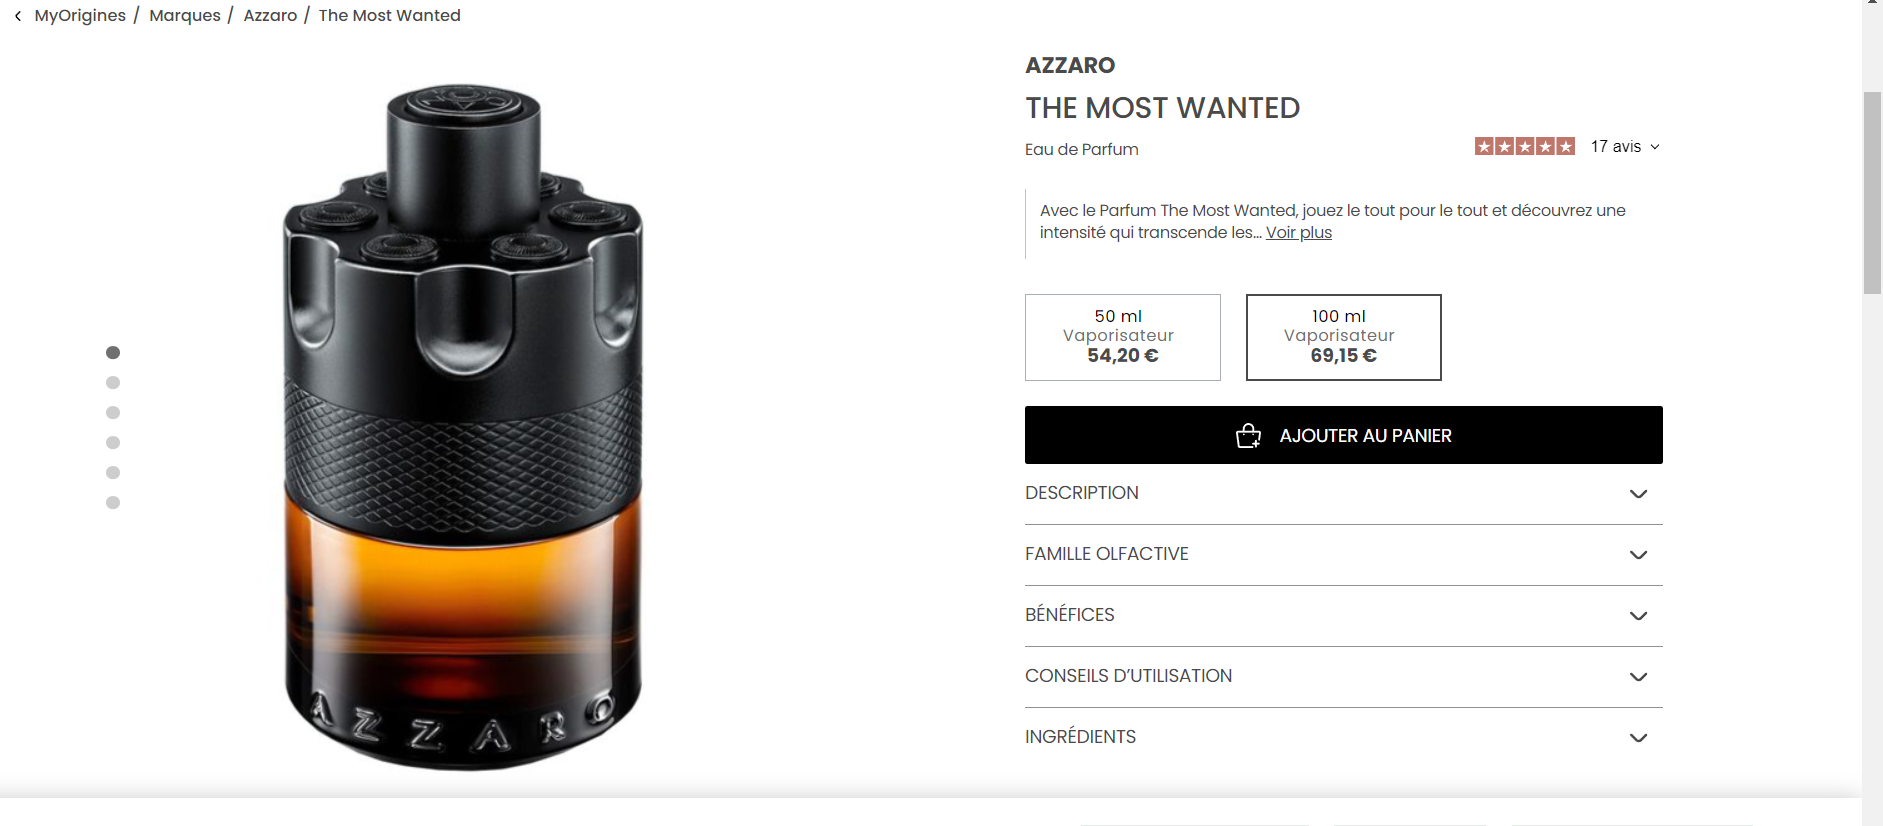 MyOrigines / Marques / Azzaro / The Most Wanted
AZZARO
AZZARO
THE MOST WANTED
Eau de Parfum
17 avis
Avec le Parfum The Most Wanted, jouez le tout pour le tout et découvrez une
intensité qui transcende les... Voir plus
50 ml
Vaporisateur
54,20 €
100 ml
Vaporisateur
69,15 €
AJOUTER AU PANIER
DESCRIPTION
FAMILLE OLFACTIVE
BÉNÉFICES
CONSEILS D’UTILISATION
INGRÉDIENTS